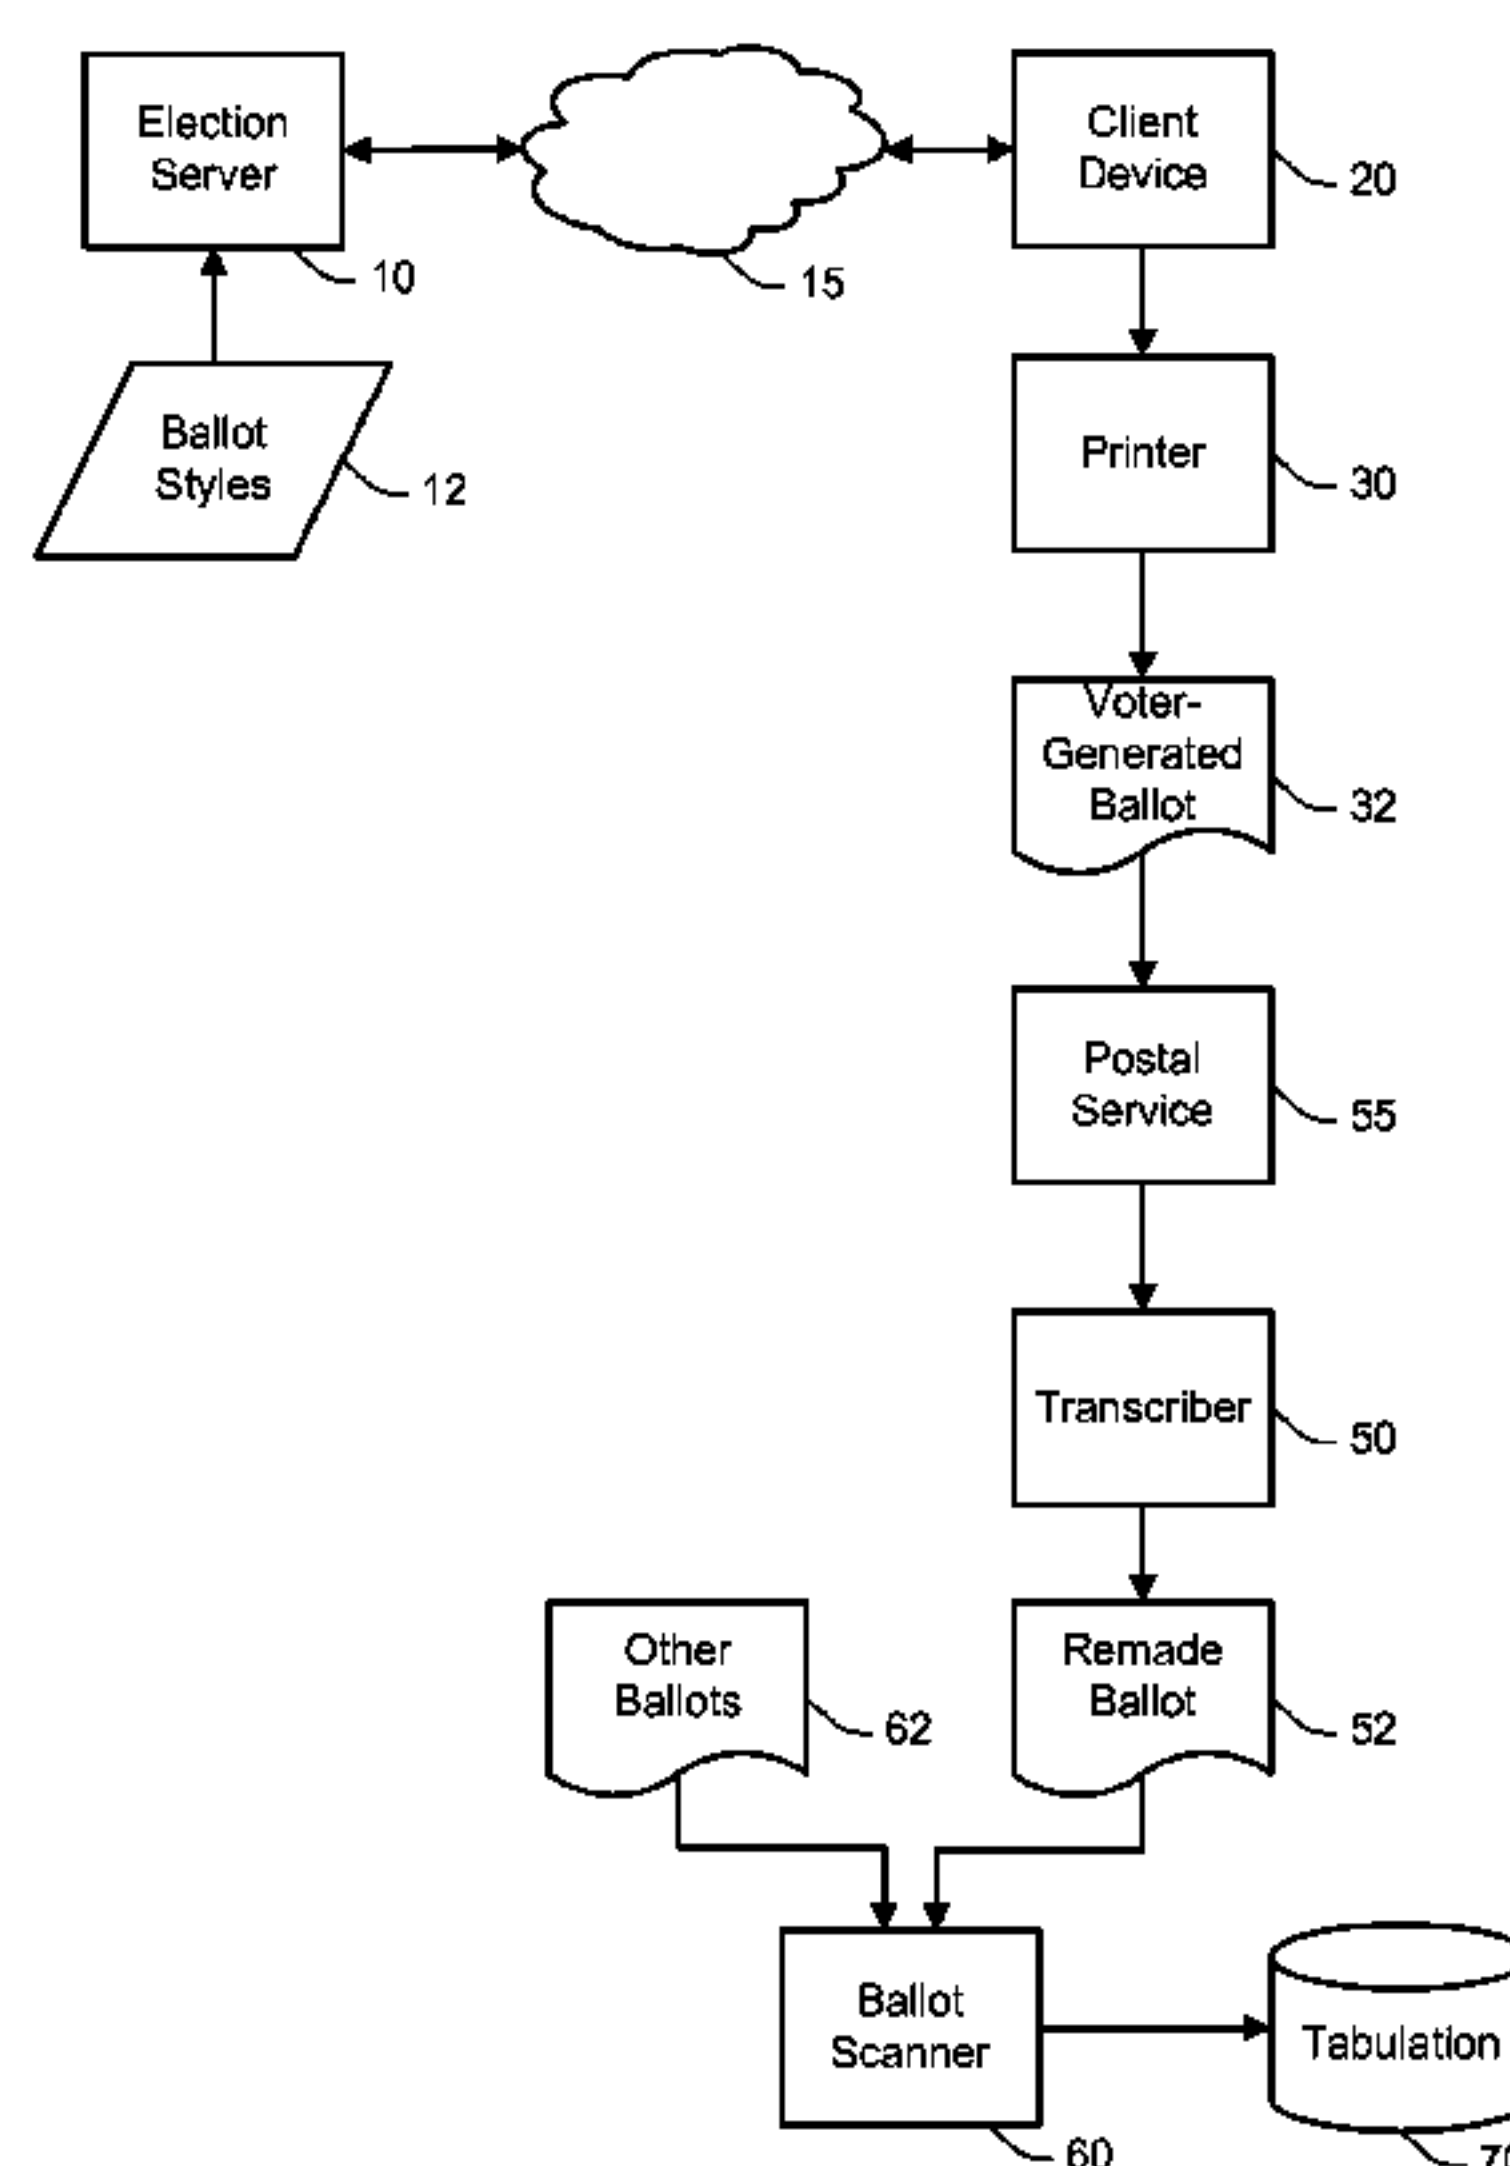 Election
Server
10
15
Client
Device
20
Ballot
Styles
12
Printer
30
Voter-
Generated
Ballot
32
Postal
Service
55
Transcriber
50
Other
Ballots
62
Remade
Ballot
52
Ballot
Scanner
60
Tabulation